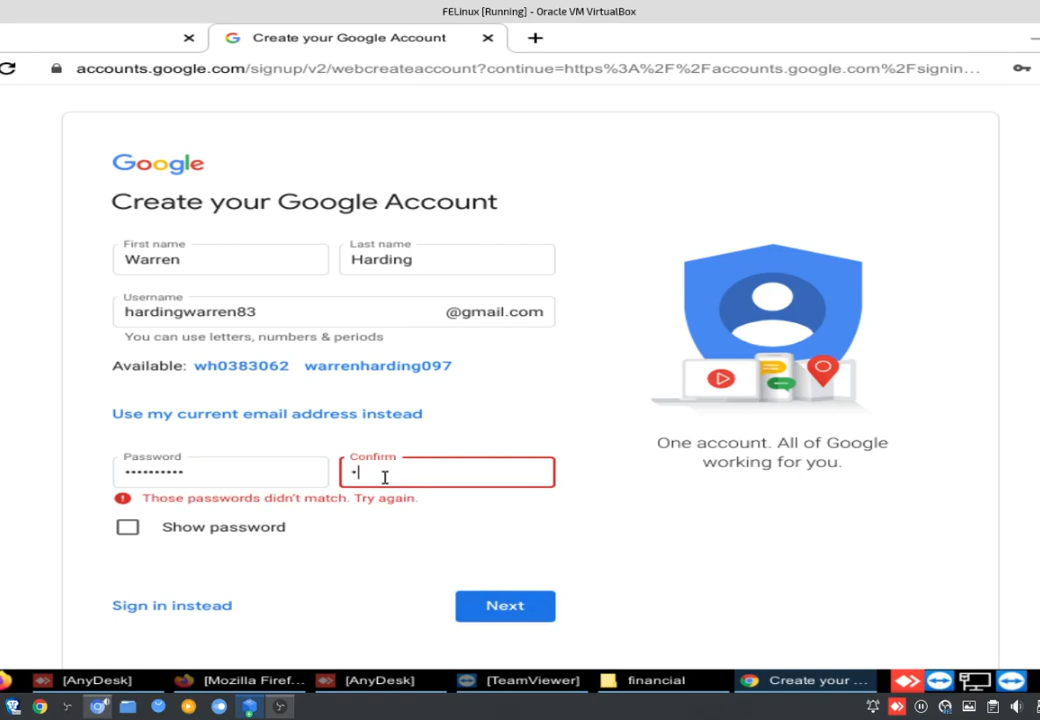 FELinux [Running] - Oracle VM VirtualBox
Create your Google Account
accounts.google.com/signup/v2/webcreateaccount?continue=https%3A%2F%2Faccounts.google.com%2Fsignin...
Google
Create your Google Account
First name
Last name
Warren
Harding
Username
hardingwarren83
@gmail.com
You can use letters, numbers & periods
Available: wh0383062 warrenharding097
Use my current email address instead
Password
Confirm
One account. All of Google
working for you.
Those passwords didn't match. Try again.
Show password
Sign in instead
Next
[AnyDesk]
[Mozilla Firef...
[AnyDesk]
[TeamViewer]
financial
Create your ...